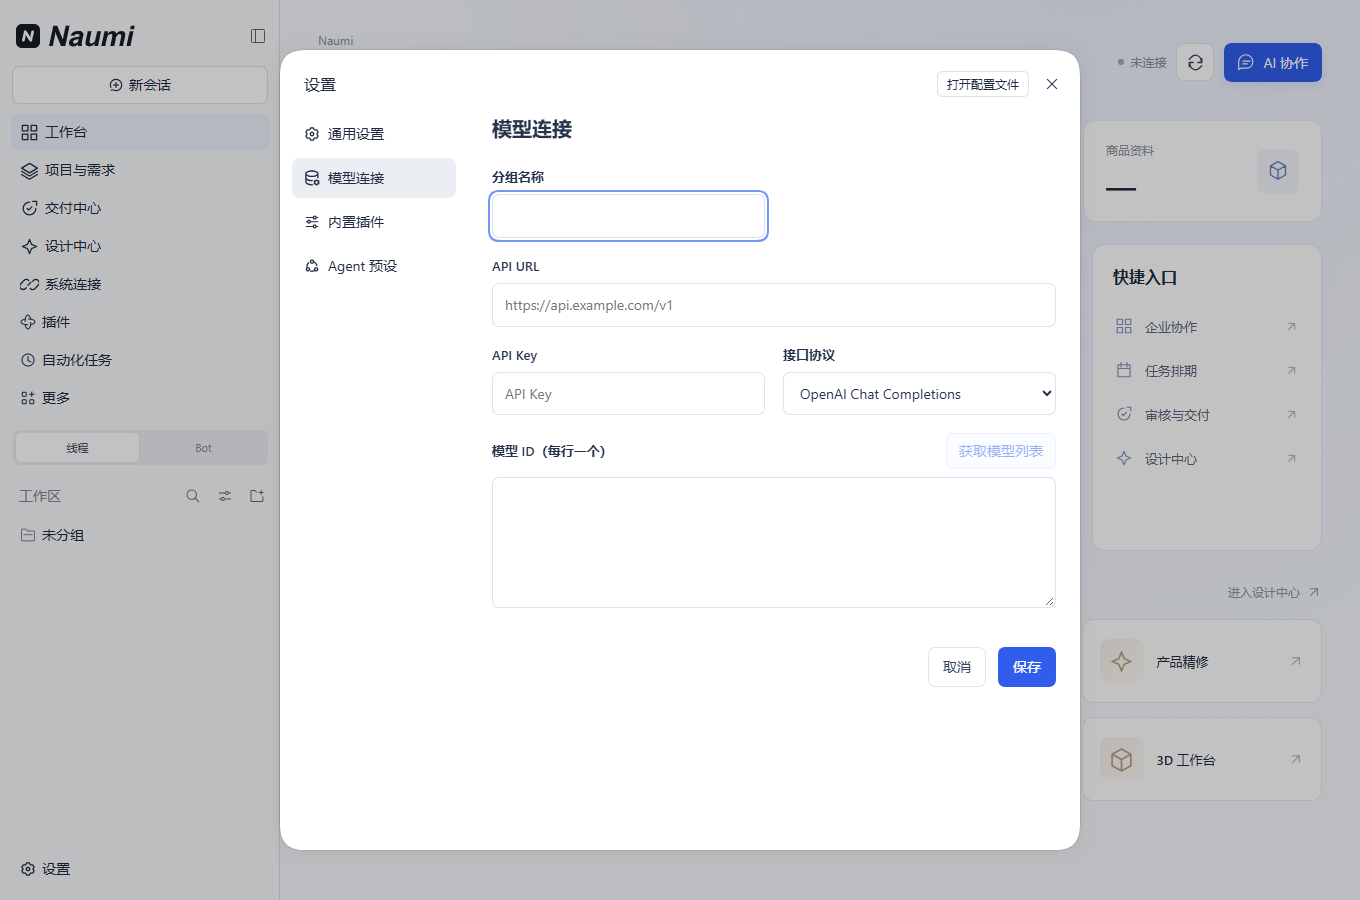 Naumi
新会话
工作台
项目与需求
交付中心
设计中心
系统连接
插件
自动化任务
更多
线程
Bot
工作区
未分组
设置
Naumi
未连接
AI 协作
设置
打开配置文件
通用设置
模型连接
内置插件
Agent 预设
模型连接
分组名称
API URL
https://api.example.com/v1
API Key
接口协议
API Key
OpenAI Chat Completions
模型 ID（每行一个）
获取模型列表
取消
保存
商品资料
快捷入口
企业协作
任务排期
审核与交付
设计中心
进入设计中心
产品精修
3D 工作台